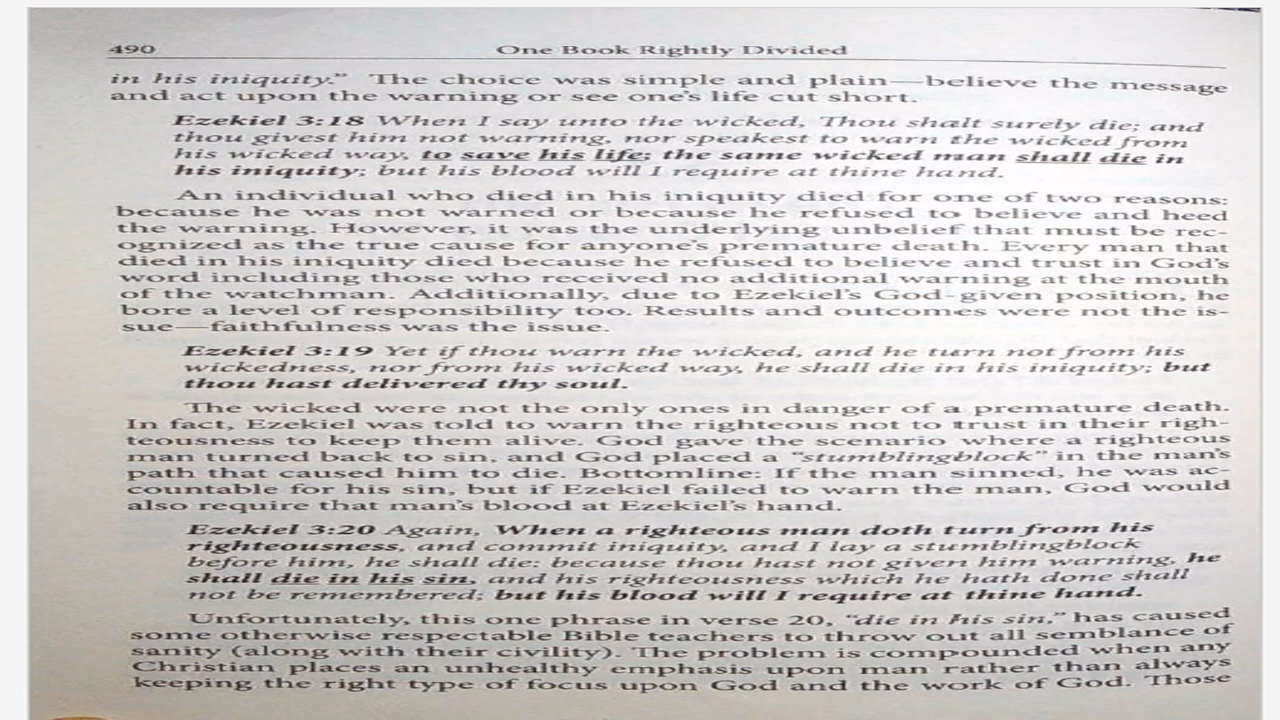 490
One Book Rightly Divided
in his iniquity." The choice was simple and plain—believe the message
and act upon the warning or see one's life cut short.
Ezekiel 3:18 When I say unto the wicked, Thou shalt surely die; and
thou givest him not warning, nor speakest to warn the wicked from
his wicked way, to save his life; the same wicked man shall die in
his iniquity; but his blood will I require at thine hand.
An individual who died in his iniquity died for one of two reasons:
because he was not warned or because he refused to believe and heed
the warning. However, it was the underlying unbelief that must be rec-
ognized as the true cause for anyone's premature death. Every man that
died in his iniquity died because he refused to believe and trust in God's
word including those who received no additional warning at the mouth
of the watchman. Additionally, due to Ezekiel's God-given position, he
bore a level of responsibility too. Results and outcomes were not the is-
sue—faithfulness was the issue.
Ezekiel 3:19 Yet if thou warn the wicked, and he turn not from his
wickedness, nor from his wicked way, he shall die in his iniquity; but
thou hast delivered thy soul.
The wicked were not the only ones in danger of a premature death.
In fact, Ezekiel was told to warn the righteous not to trust in their righ-
teousness to keep them alive. God gave the scenario where a righteous
man turned back to sin, and God placed a "stumblingblock" in the man's
path that caused him to die. Bottomline: If the man sinned, he was ac-
countable for his sin, but if Ezekiel failed to warn the man, God would
also require that man's blood at Ezekiel's hand.
Ezekiel 3:20 Again, When a righteous man doth turn from his
righteousness, and commit iniquity, and I lay a stumblingblock
before him, he shall die: because thou hast not given him warning, he
shall die in his sin, and his righteousness which he hath done shall
not be remembered; but his blood will I require at thine hand.
Unfortunately, this one phrase in verse 20, "die in his sin," has caused
some otherwise respectable Bible teachers to throw out all semblance of
sanity (along with their civility). The problem is compounded when any
Christian places an unhealthy emphasis upon man rather than always
keeping the right type of focus upon God and the work of God. Those